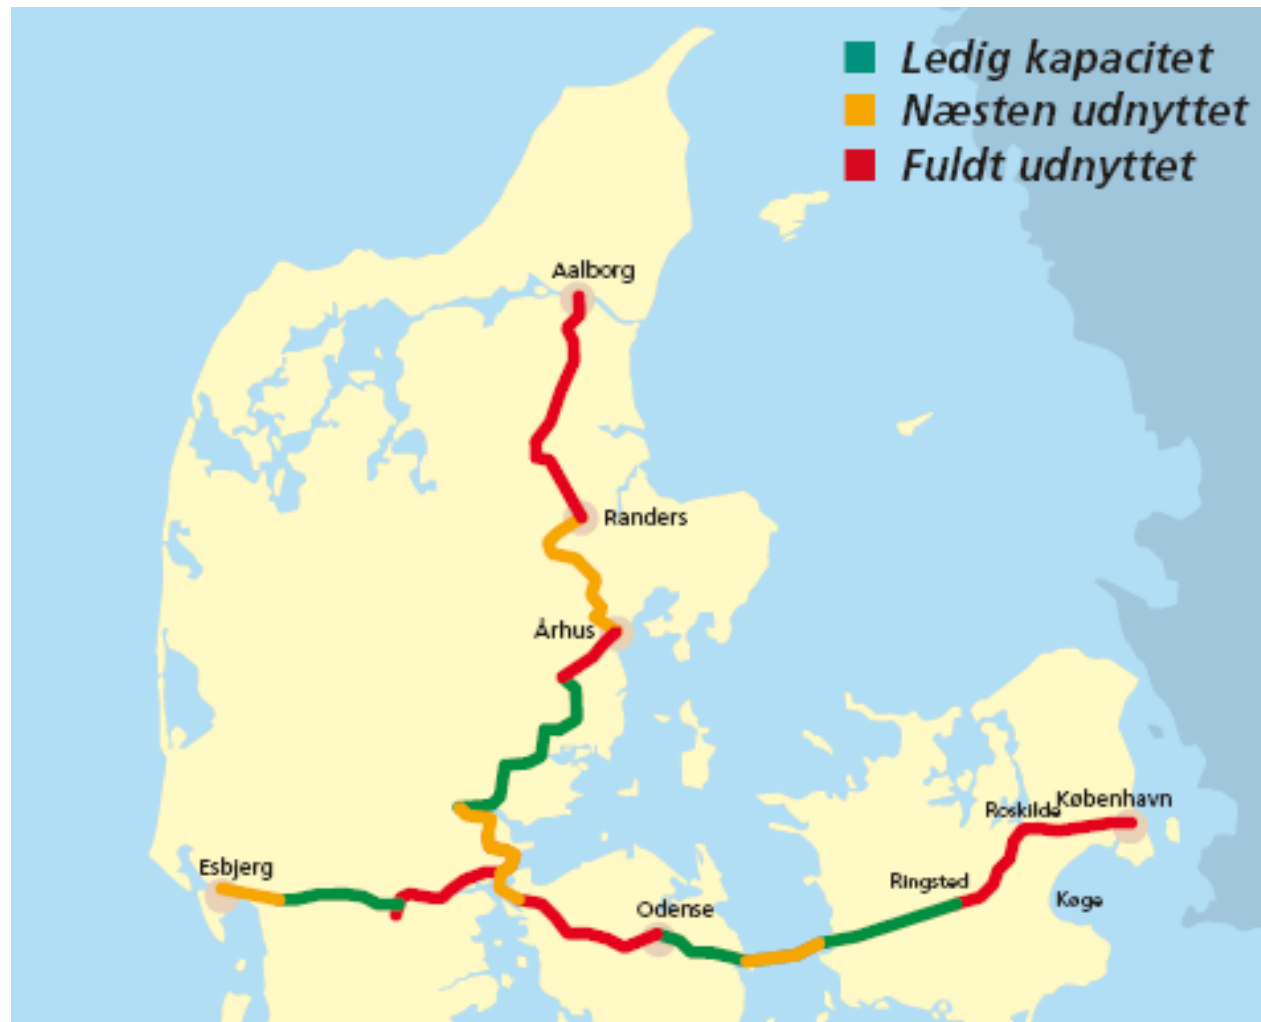 Ledig kapacitet
Næsten udnyttet
Fuldt udnyttet
Aalborg
Randers
Århus
Roskilde
København
Esbjerg
Ringsted
Køge
Odense